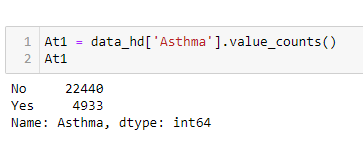 1 At1 = data_hd['Asthma'].value_counts()
2 At1
No     22440
Yes     4933
Name: Asthma, dtype: int64